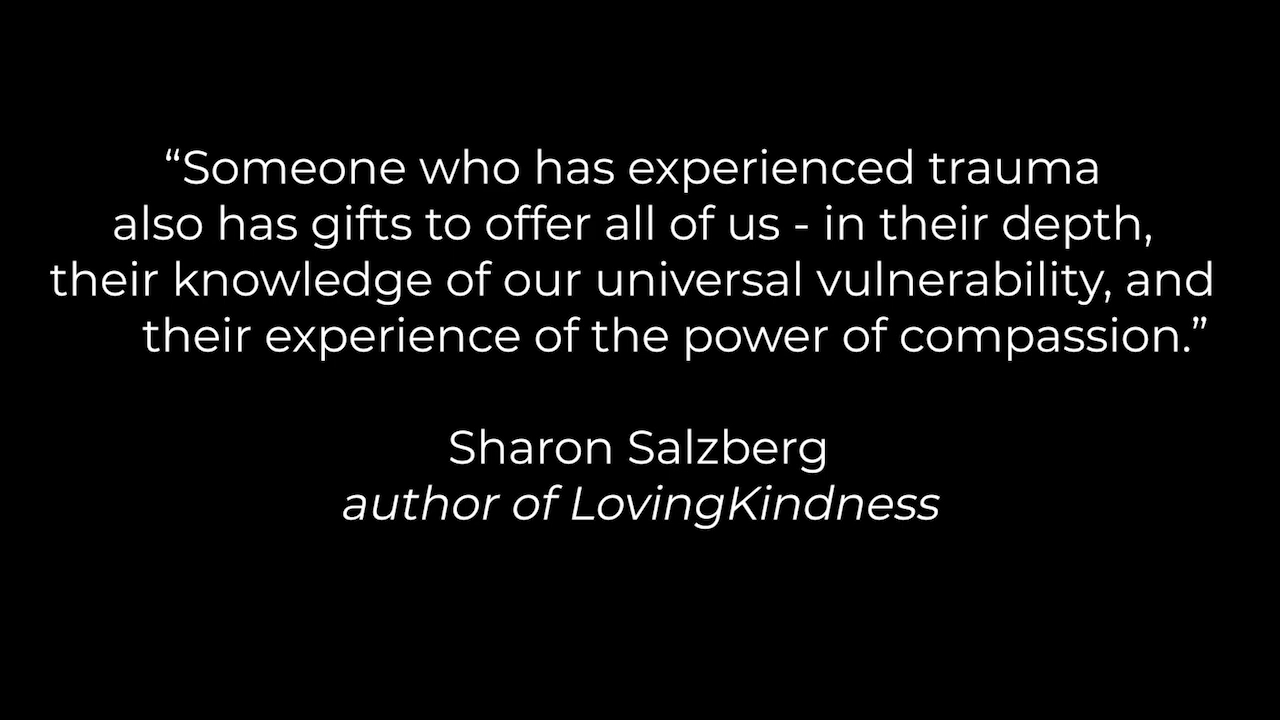 “Someone who has experienced trauma
also has gifts to offer all of us - in their depth,
their knowledge of our universal vulnerability, and
their experience of the power of compassion.”
Sharon Salzberg
author of LovingKindness